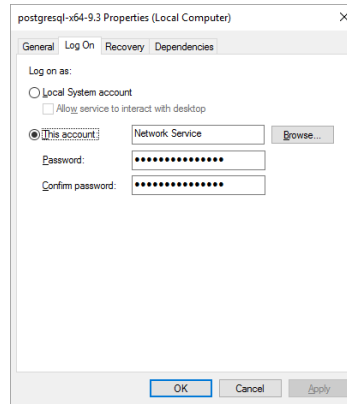 postgresql-x64-9.3 Properties (Local Computer)
General Log On Recovery Dependencies
Log on as:
Local System account
Allow service to interact with desktop
This account: Network Service Browse...
Password: •••••••••••••••
Confirm password: •••••••••••••••
OK Cancel Apply